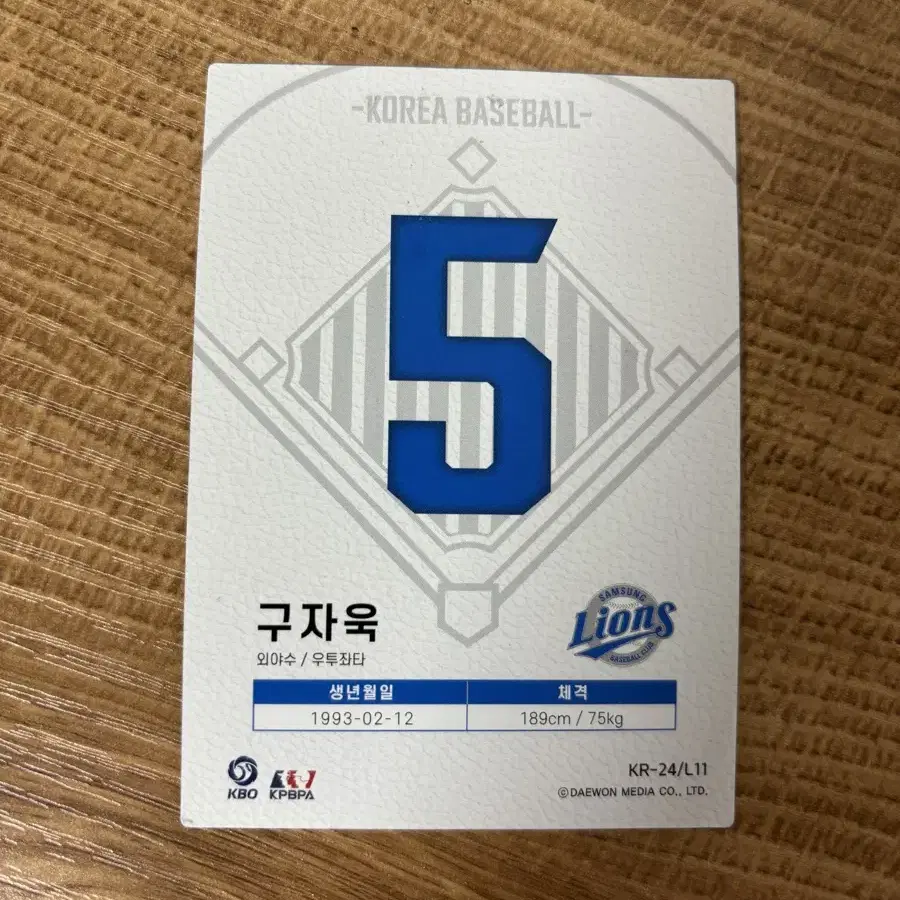 -KOREA BASEBALL-
5
구자욱
외야수 / 우투좌타
SAMSUNG
Lions
BASEBALL CLUB
생년월일 체격
1993-02-12 189cm / 75kg
KBO KPBPA
KR-24/L11
©DAEWON MEDIA CO., LTD.